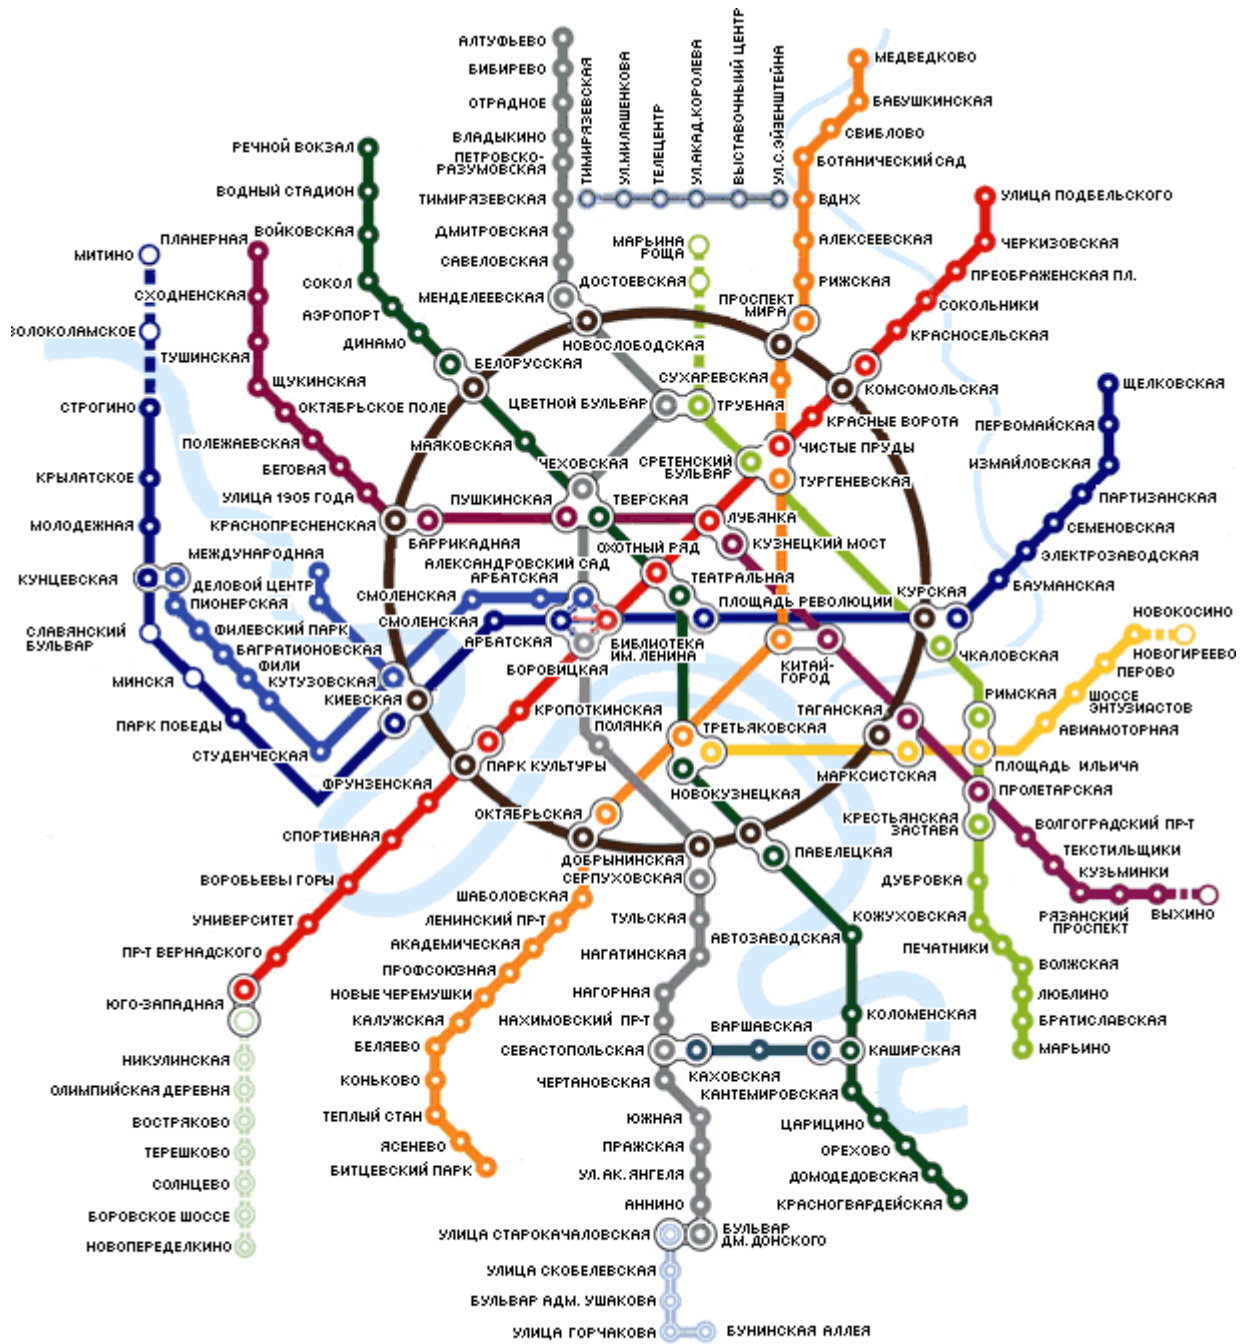 АЛТУФЬЕВО
БИБИРЕВО
ОТРАДНОЕ
ВЛАДЫКИНО
ПЕТРОВСКО-
РАЗУМОВСКАЯ
ТИМИРЯЗЕВСКАЯ
ДМИТРОВСКАЯ
САВЕЛОВСКАЯ
МЕНДЕЛЕЕВСКАЯ
ТИМИРЯЗЕВСКАЯ
УЛ.МИЛАШЕНКОВА
ТЕЛЕЦЕНТР
УЛ.АКАД.КОРОЛЕВА
ВЫСТАВОЧНЫИЙ ЦЕНТР
УЛ.С.ЭЙЗЕНШТЕЙНА
МЕДВЕДКОВО
БАБУШКИНСКАЯ
СВИБЛОВО
БОТАНИЧЕСКИЙ САД
ВДНХ
АЛЕКСЕЕВСКАЯ
РИЖСКАЯ
ПРОСПЕКТ
МИРА
РЕЧНОЙ ВОКЗАЛ
ВОДНЫЙ СТАДИОН
ВОЙКОВСКАЯ
СОКОЛ
АЭРОПОРТ
ДИНАМО
БЕЛОРУССКАЯ
МАЯКОВСКАЯ
ПЛАНЕРНАЯ
СХОДНЕНСКАЯ
ТУШИНСКАЯ
ЩУКИНСКАЯ
ОКТЯБРЬСКОЕ ПОЛЕ
ПОЛЕЖАЕВСКАЯ
БЕГОВАЯ
УЛИЦА 1905 ГОДА
КРАСНОПРЕСНЕНСКАЯ
БАРРИКАДНАЯ
МИТИНО
ВОЛОКОЛАМСКОЕ
СТРОГИНО
КРЫЛАТСКОЕ
МОЛОДЕЖНАЯ
КУНЦЕВСКАЯ
СЛАВЯНСКИЙ
БУЛЬВАР
МИНСКЯ
ПАРК ПОБЕДЫ
МЕЖДУНАРОДНАЯ
ДЕЛОВОЙ ЦЕНТР
ПИОНЕРСКАЯ
ФИЛЕВСКИЙ ПАРК
БАГРАТИОНОВСКАЯ
ФИЛИ
КУТУЗОВСКАЯ
СТУДЕНЧЕСКАЯ
КИЕВСКАЯ
МАРЬИНА
РОЩА
ДОСТОЕВСКАЯ
НОВОСЛОБОДСКАЯ
ЦВЕТНОЙ БУЛЬВАР
ТРУБНАЯ
СУХАРЕВСКАЯ
СРЕТЕНСКИЙ
БУЛЬВАР
ЧИСТЫЕ ПРУДЫ
ТУРГЕНЕВСКАЯ
ЧЕХОВСКАЯ
ПУШКИНСКАЯ
ТВЕРСКАЯ
ЛУБЯНКА
КУЗНЕЦКИЙ МОСТ
ОХОТНЫЙ РЯД
ТЕАТРАЛЬНАЯ
АЛЕКСАНДРОВСКИЙ САД
АРБАТСКАЯ
СМОЛЕНСКАЯ
СМОЛЕНСКАЯ
АРБАТСКАЯ
ПЛОЩАДЬ РЕВОЛЮЦИИ
БИБЛИОТЕКА
ИМ. ЛЕНИНА
БОРОВИЦКАЯ
КИТАЙ-
ГОРОД
КРОПОТКИНСКАЯ
ПОЛЯНКА
ТРЕТЬЯКОВСКАЯ
НОВОКУЗНЕЦКАЯ
УЛИЦА ПОДБЕЛЬСКОГО
ЧЕРКИЗОВСКАЯ
ПРЕОБРАЖЕНСКАЯ ПЛ.
СОКОЛЬНИКИ
КРАСНОСЕЛЬСКАЯ
КОМСОМОЛЬСКАЯ
КРАСНЫЕ ВОРОТА
ЩЕЛКОВСКАЯ
ПЕРВОМАЙСКАЯ
ИЗМАЙЛОВСКАЯ
ПАРТИЗАНСКАЯ
СЕМЕНОВСКАЯ
ЭЛЕКТРОЗАВОДСКАЯ
БАУМАНСКАЯ
КУРСКАЯ
ЧКАЛОВСКАЯ
НОВОКОСИНО
НОВОГИРЕЕВО
ПЕРОВО
ШОССЕ
ЭНТУЗИАСТОВ
АВИАМОТОРНАЯ
РИМСКАЯ
ПЛОЩАДЬ ИЛЬИЧА
ТАГАНСКАЯ
МАРКСИСТСКАЯ
ПРОЛЕТАРСКАЯ
КРЕСТЬЯНСКАЯ
ЗАСТАВА
ВОЛГОГРАДСКИЙ ПР-Т
ТЕКСТИЛЬЩИКИ
КУЗЬМИНКИ
РЯЗАНСКИЙ
ПРОСПЕКТ
ВЫХИНО
ДУБРОВКА
КОЖУХОВСКАЯ
ПЕЧАТНИКИ
ВОЛЖСКАЯ
ЛЮБЛИНО
БРАТИСЛАВСКАЯ
МАРЬИНО
ПАРК КУЛЬТУРЫ
ФРУНЗЕНСКАЯ
СПОРТИВНАЯ
ВОРОБЬЕВЫ ГОРЫ
УНИВЕРСИТЕТ
ПР-Т ВЕРНАДСКОГО
ЮГО-ЗАПАДНАЯ
НИКУЛИНСКАЯ
ОЛИМПИЙСКАЯ ДЕРЕВНЯ
ВОСТРЯКОВО
ТЕРЕШКОВО
СОЛНЦЕВО
БОРОВСКОЕ ШОССЕ
НОВОПЕРЕДЕЛКИНО
ОКТЯБРЬСКАЯ
ШАБОЛОВСКАЯ
ЛЕНИНСКИЙ ПР-Т
АКАДЕМИЧЕСКАЯ
ПРОФСОЮЗНАЯ
НОВЫЕ ЧЕРЕМУШКИ
КАЛУЖСКАЯ
БЕЛЯЕВО
КОНЬКОВО
ТЕПЛЫЙ СТАН
ЯСЕНЕВО
БИТЦЕВСКИЙ ПАРК
ДОБРЫНИНСКАЯ
СЕРПУХОВСКАЯ
ТУЛЬСКАЯ
НАГАТИНСКАЯ
НАГОРНАЯ
НАХИМОВСКИЙ ПР-Т
СЕВАСТОПОЛЬСКАЯ
ЧЕРТАНОВСКАЯ
ЮЖНАЯ
ПРАЖСКАЯ
УЛ. АК. ЯНГЕЛЯ
АННИНО
БУЛЬВАР
ДМ. ДОНСКОГО
УЛИЦА СТАРОКАЧАЛОВСКАЯ
УЛИЦА СКОБЕЛЕВСКАЯ
БУЛЬВАР АДМ. УШАКОВА
УЛИЦА ГОРЧАКОВА
БУНИНСКАЯ АЛЛЕЯ
ПАВЕЛЕЦКАЯ
АВТОЗАВОДСКАЯ
КОЛОМЕНСКАЯ
ВАРШАВСКАЯ
КАХОВСКАЯ
КАШИРСКАЯ
КАНТЕМИРОВСКАЯ
ЦАРИЦИНО
ОРЕХОВО
ДОМОДЕДОВСКАЯ
КРАСНОГВАРДЕЙСКАЯ